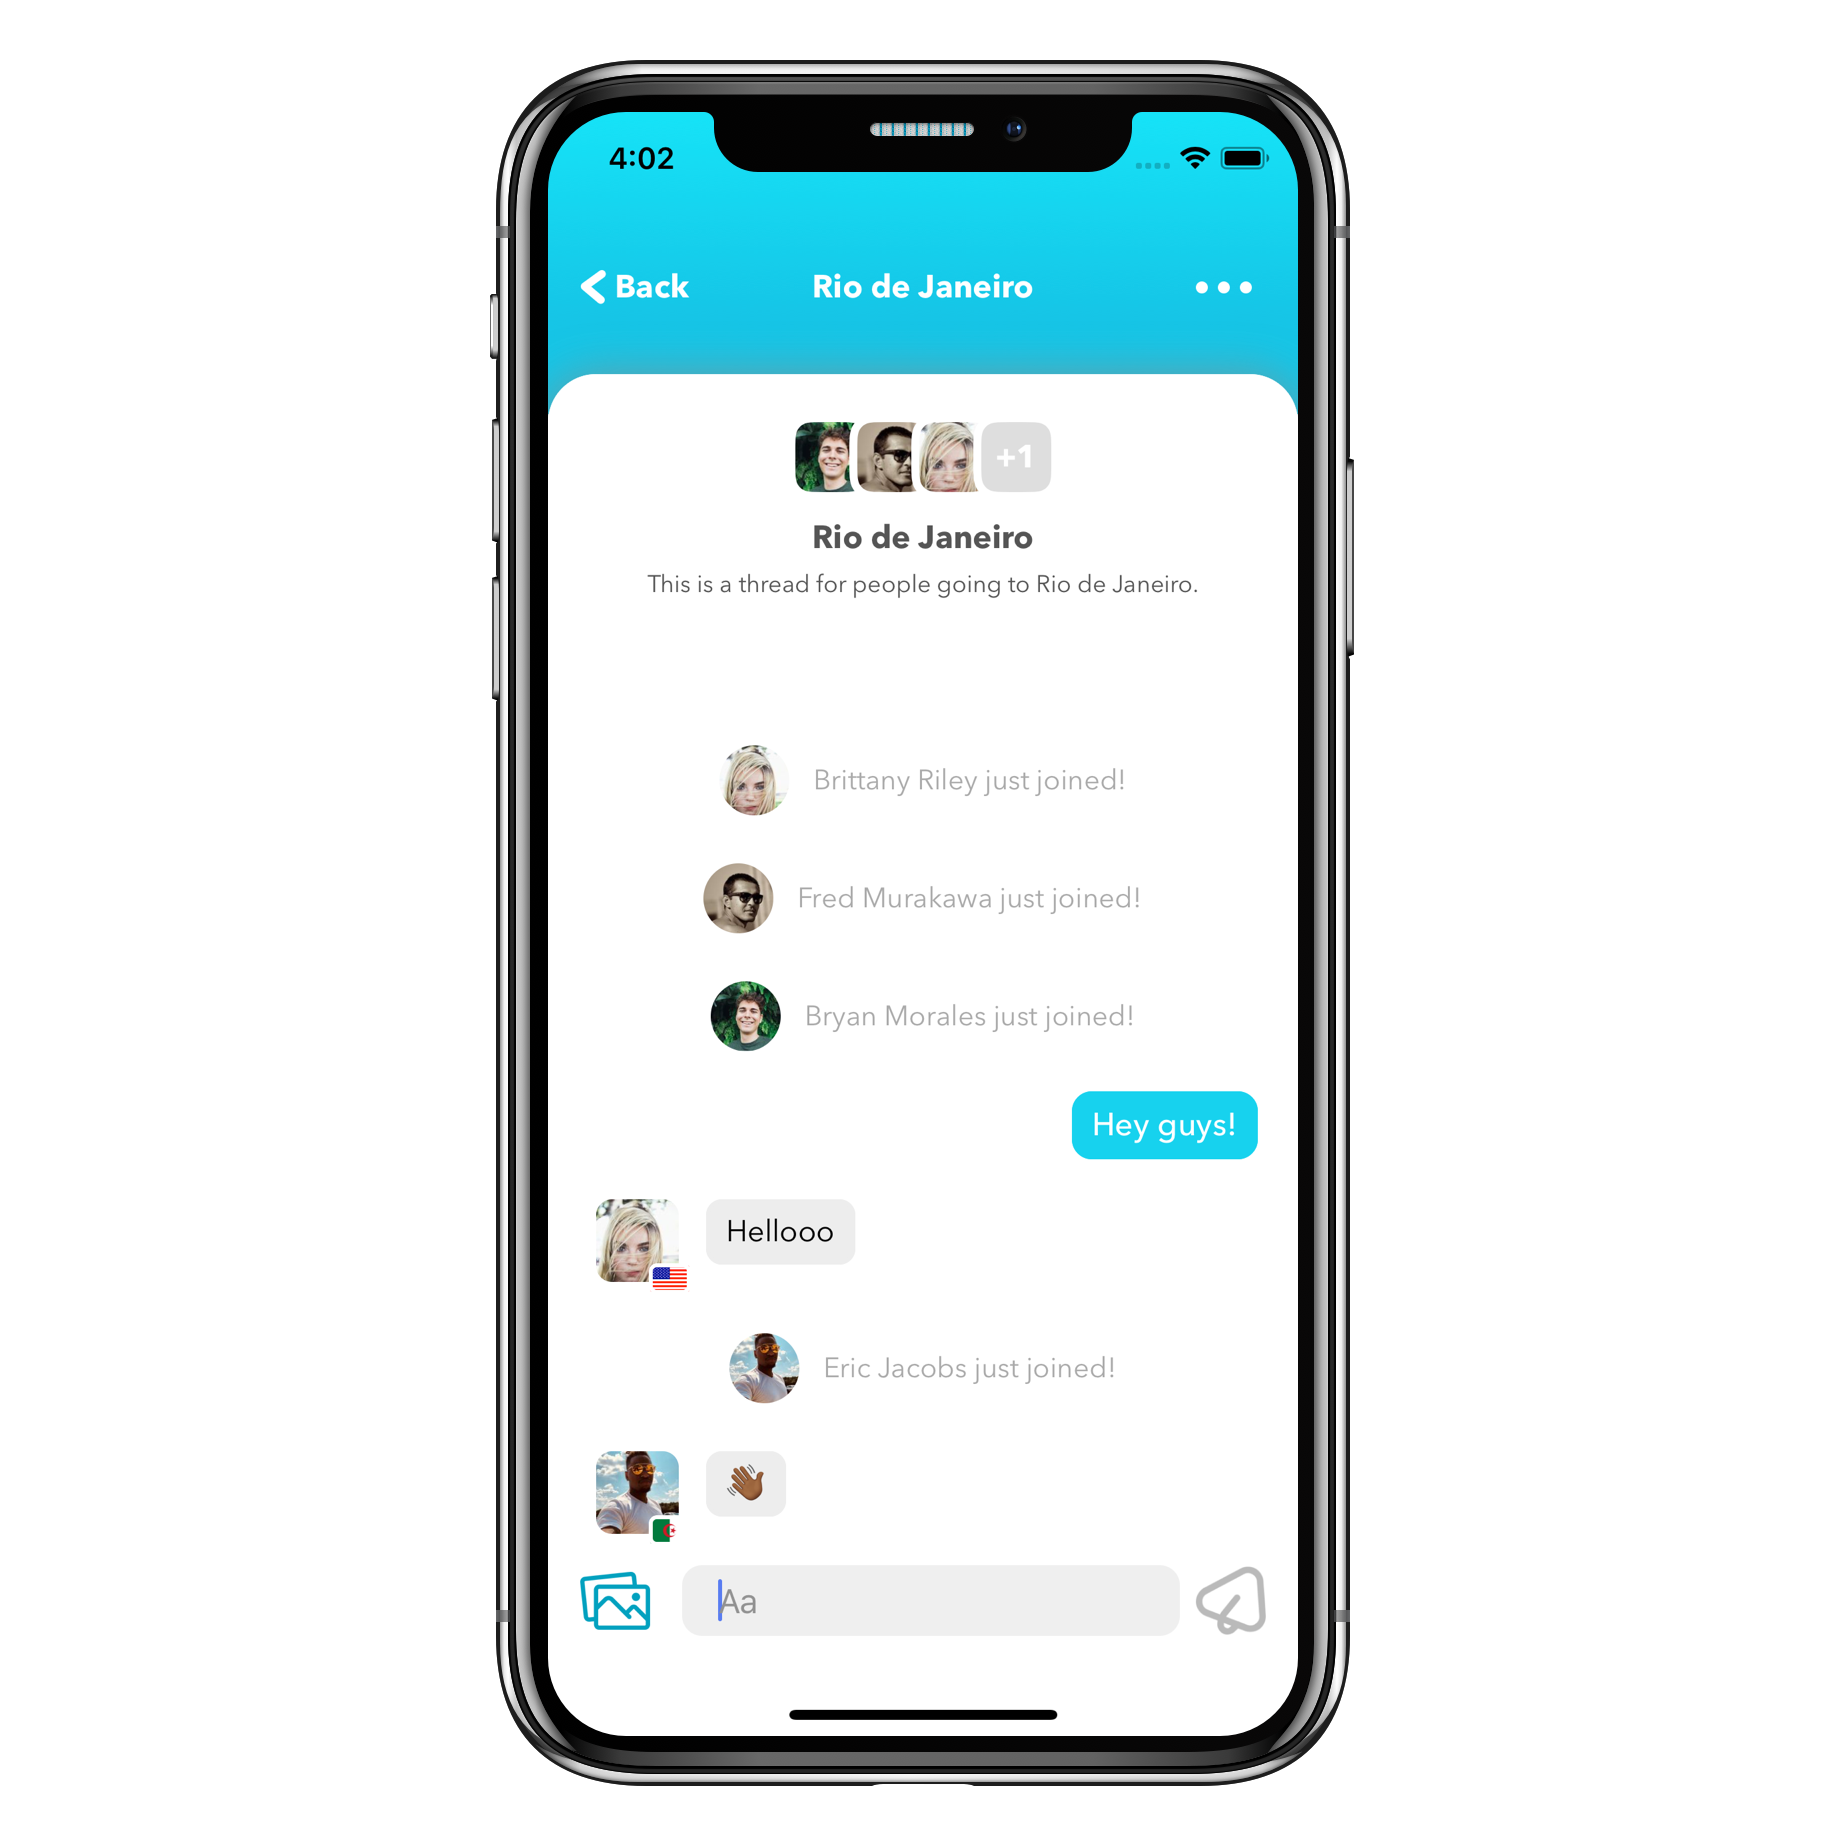 4:02
Back
Rio de Janeiro
+1
Rio de Janeiro
This is a thread for people going to Rio de Janeiro.
Brittany Riley just joined!
Fred Murakawa just joined!
Bryan Morales just joined!
Hey guys!
Hellooo
Eric Jacobs just joined!
👋🏾
Aa